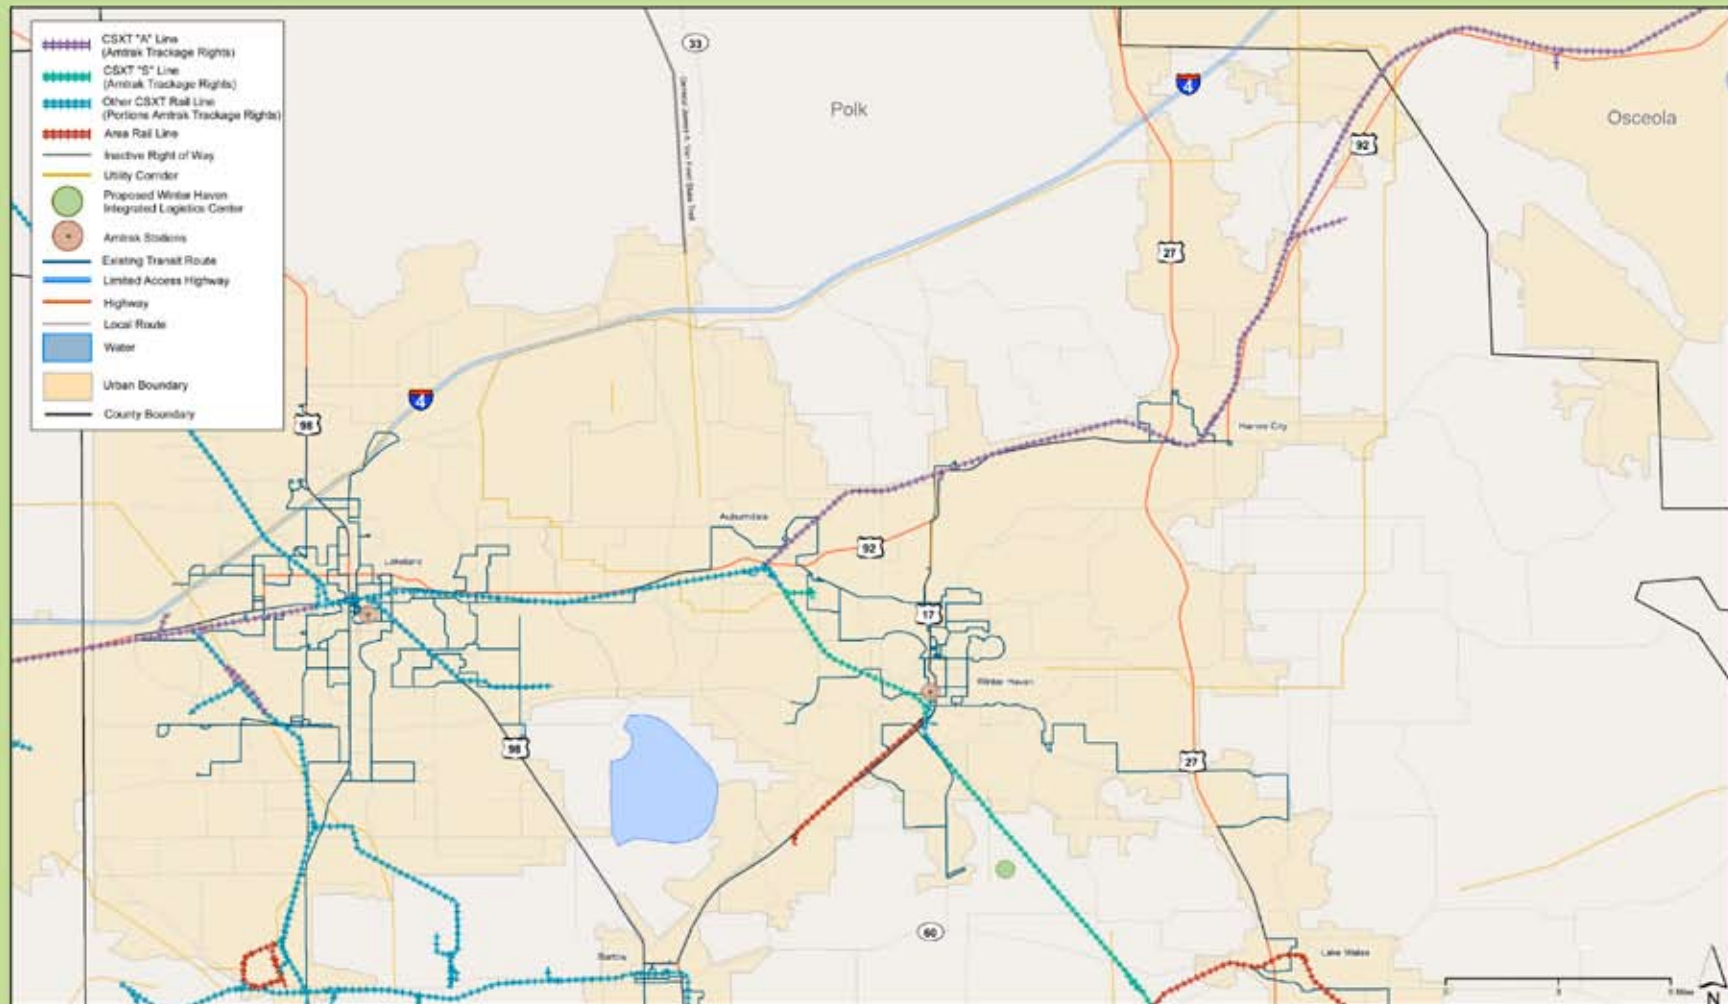 CSXT "A" Line
(Amtrak Trackage Rights)
CSXT "S" Line
(Amtrak Trackage Rights)
Other CSXT Rail Line
(Portions Amtrak Trackage Rights)
Area Rail Line
Inactive Right of Way
Utility Corridor
Proposed Winter Haven
Integrated Logistics Center
Amtrak Stations
Existing Transit Route
Limited Access Highway
Highway
Local Route
Water
Urban Boundary
County Boundary
33
4
Polk
Osceola
92
27
4
98
Haines City
Auburndale
92
Lakeland
17
Winter Haven
98
27
60
Bartow
Lake Wales
5 Miles
N